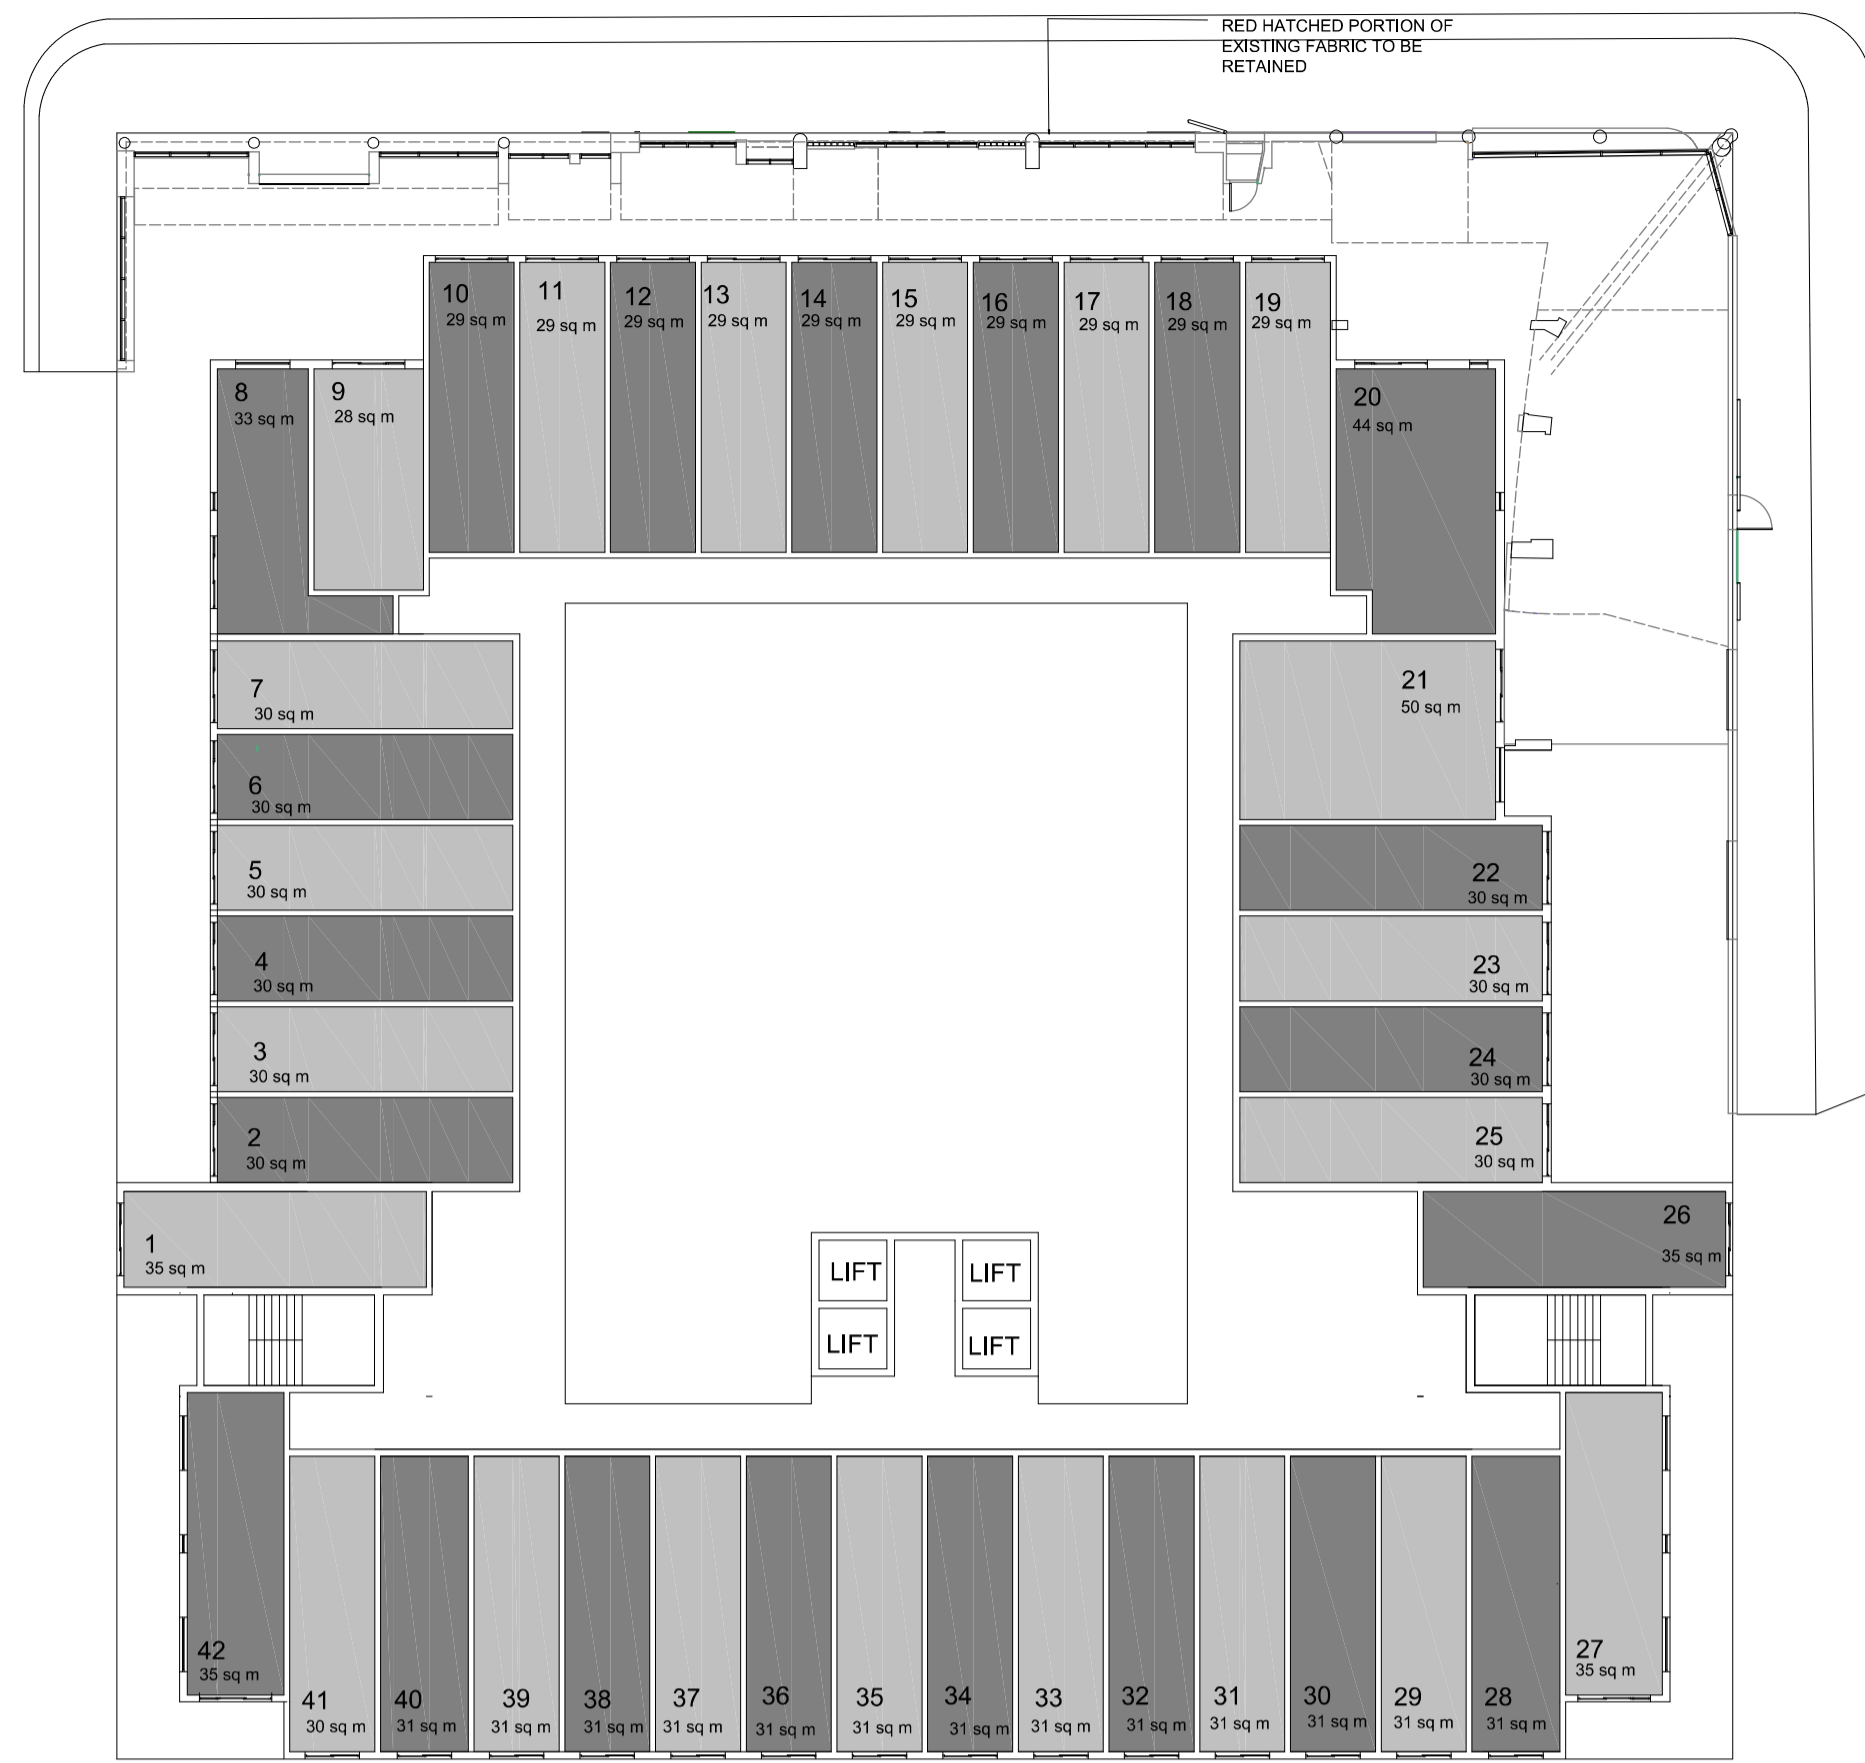 RED HATCHED PORTION OF
EXISTING FABRIC TO BE
RETAINED
10
29 sq m
11
29 sq m
12
29 sq m
13
29 sq m
14
29 sq m
15
29 sq m
16
29 sq m
17
29 sq m
18
29 sq m
19
29 sq m
8
33 sq m
9
28 sq m
20
44 sq m
7
30 sq m
21
50 sq m
6
30 sq m
5
30 sq m
22
30 sq m
4
30 sq m
23
30 sq m
3
30 sq m
24
30 sq m
2
30 sq m
25
30 sq m
1
35 sq m
26
35 sq m
LIFT
LIFT
LIFT
LIFT
42
35 sq m
27
35 sq m
41
30 sq m
40
31 sq m
39
31 sq m
38
31 sq m
37
31 sq m
36
31 sq m
35
31 sq m
34
31 sq m
33
31 sq m
32
31 sq m
31
31 sq m
30
31 sq m
29
31 sq m
28
31 sq m